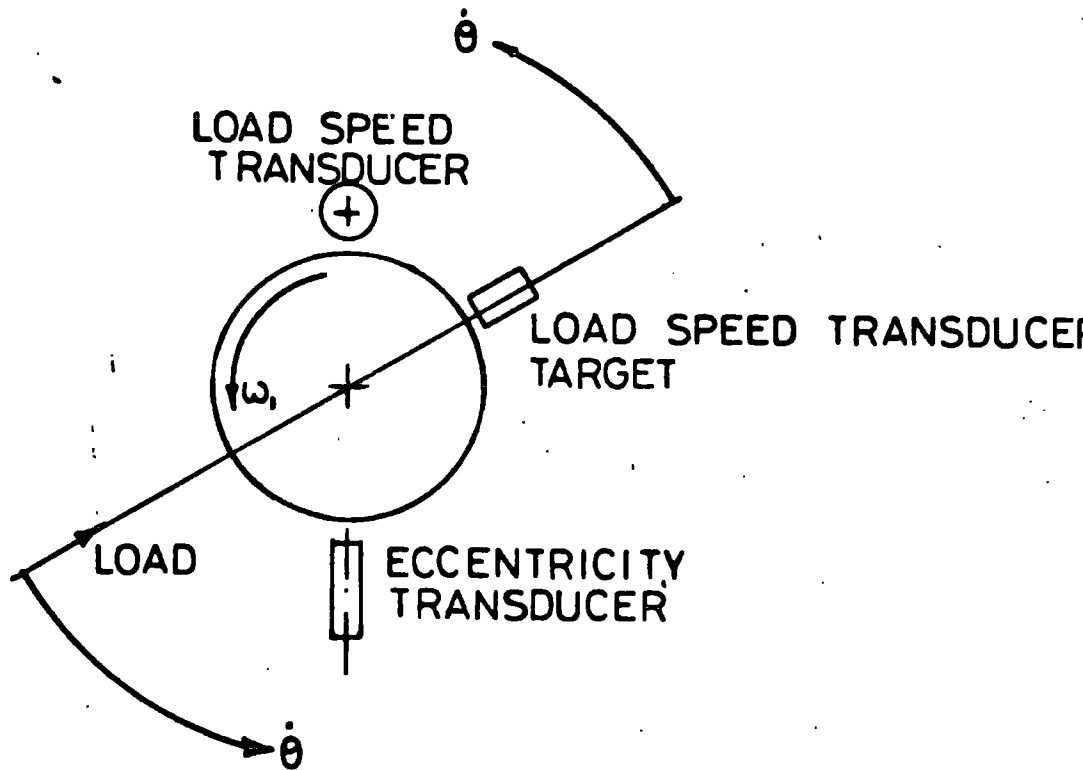 θ̇
LOAD SPEED
TRANSDUCER
LOAD SPEED TRANSDUCER
TARGET
ω₁
LOAD
ECCENTRICITY
TRANSDUCER
θ̇